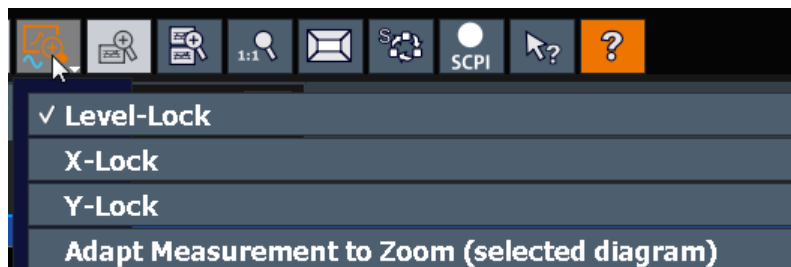 1:1 S SCPI ? ?
Level-Lock
X-Lock
Y-Lock
Adapt Measurement to Zoom (selected diagram)